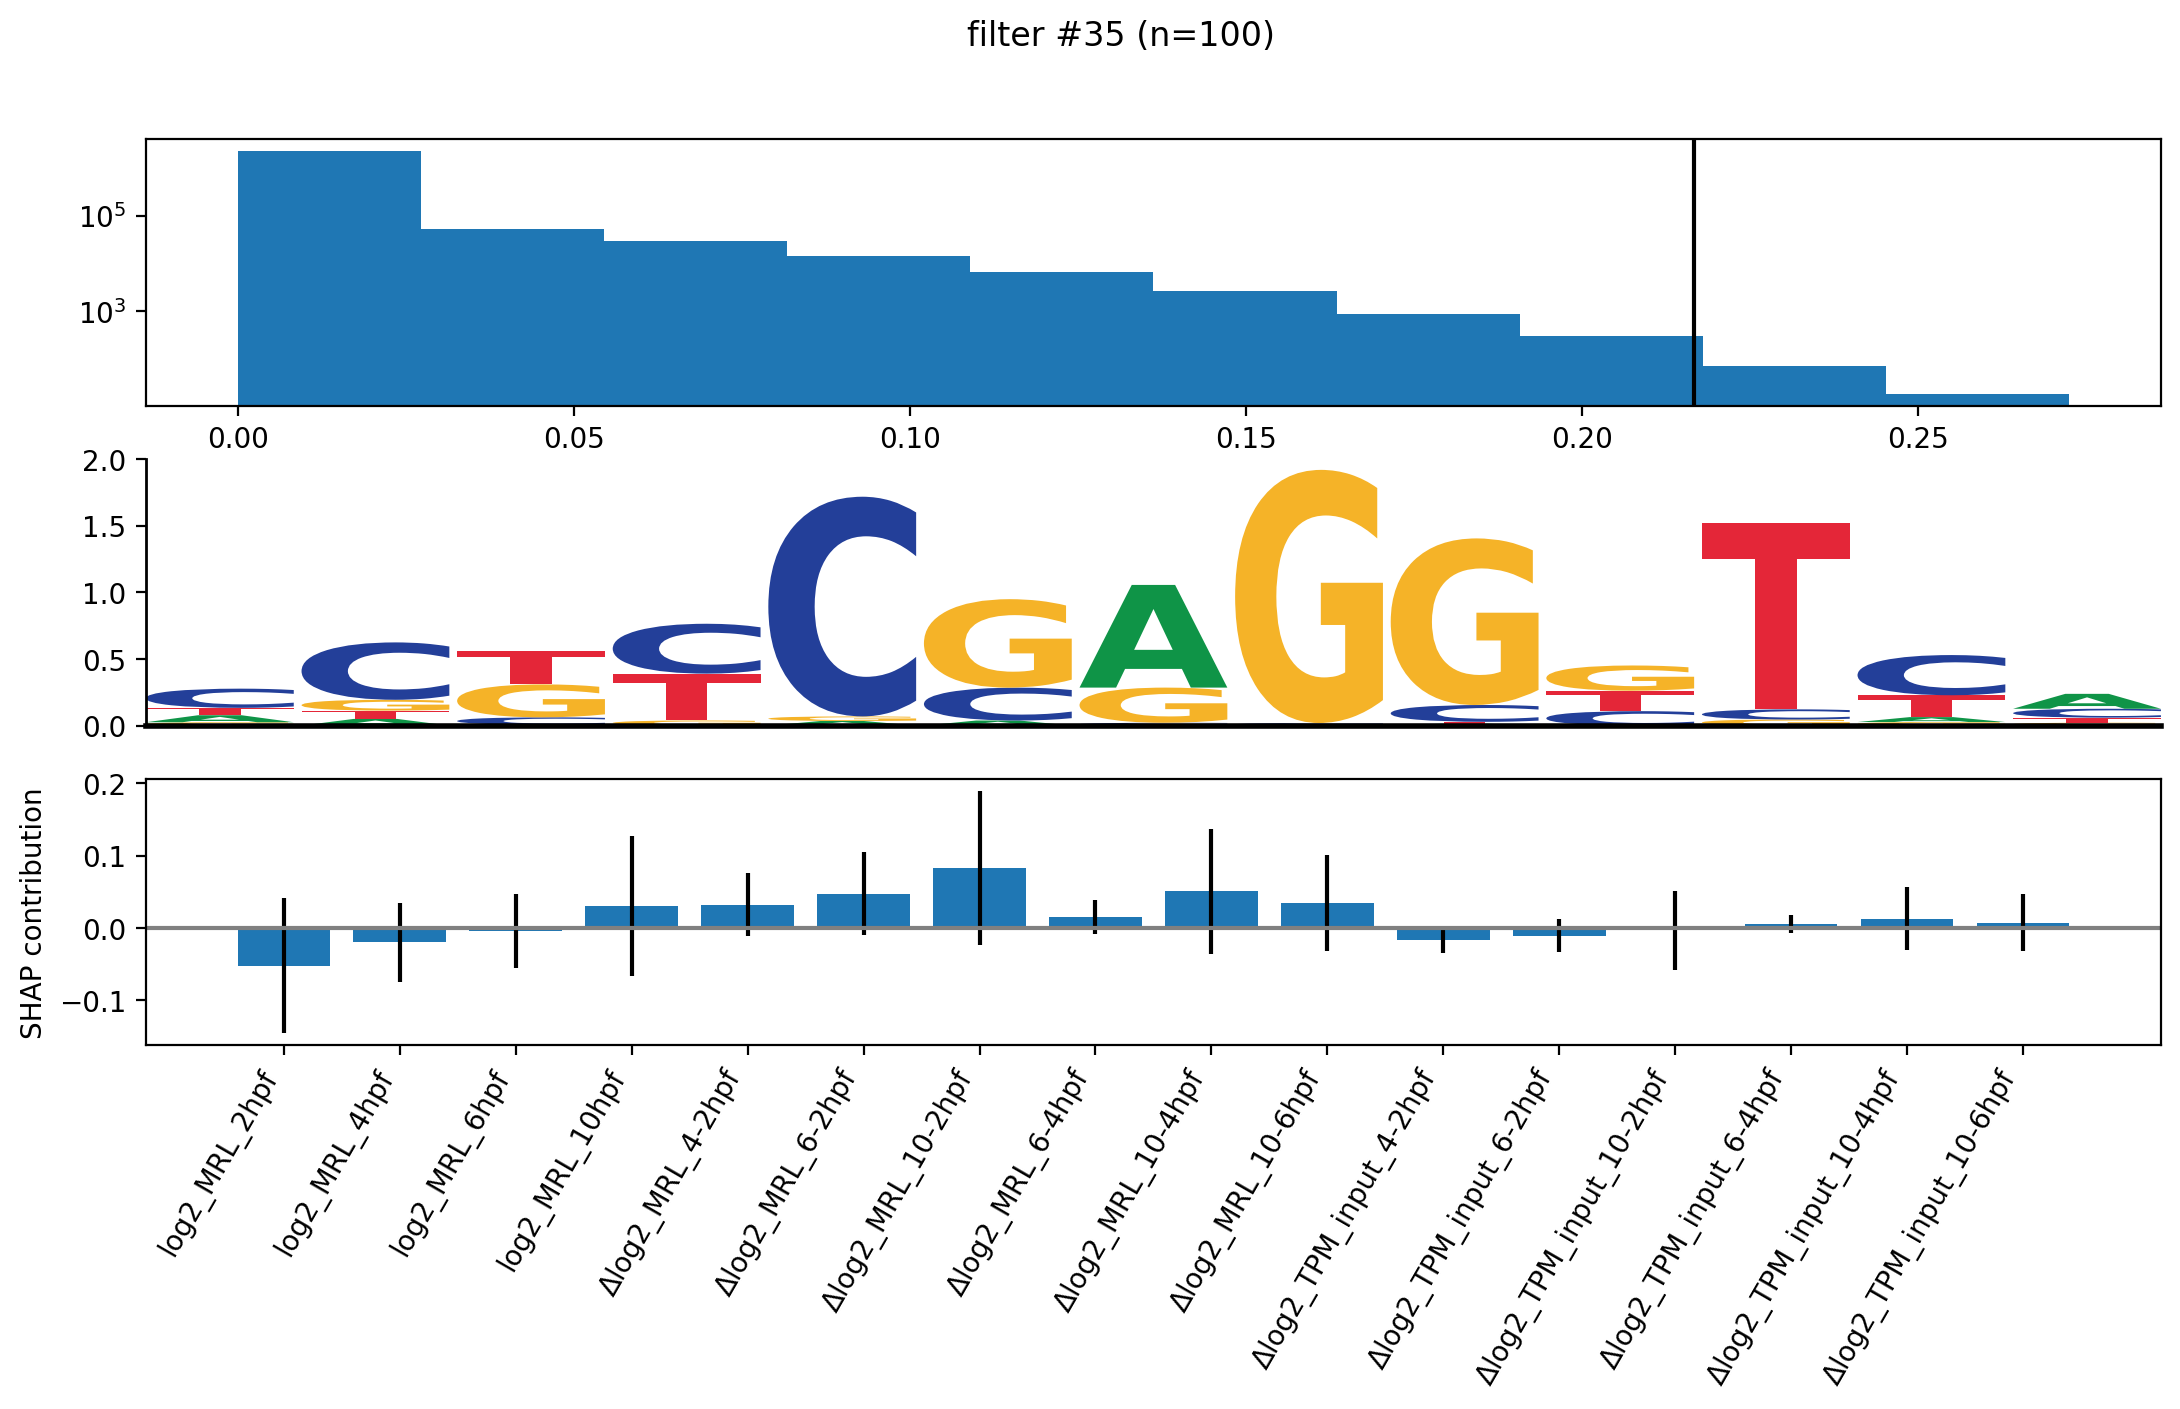 filter #35 (n=100)
10^5
10^3
0.00 0.05 0.10 0.15 0.20 0.25
2.0
1.5
1.0
0.5
0.0
C T A
C G T A
T G C
C T G
C G A
G C A
A G
G
G C T
G T C
T C G
C T A G
A C T
SHAP contribution
0.2
0.1
0.0
−0.1
log2_MRL_2hpf
log2_MRL_4hpf
log2_MRL_6hpf
log2_MRL_10hpf
Δlog2_MRL_4-2hpf
Δlog2_MRL_6-2hpf
Δlog2_MRL_10-2hpf
Δlog2_MRL_6-4hpf
Δlog2_MRL_10-4hpf
Δlog2_MRL_10-6hpf
Δlog2_TPM_input_4-2hpf
Δlog2_TPM_input_6-2hpf
Δlog2_TPM_input_10-2hpf
Δlog2_TPM_input_6-4hpf
Δlog2_TPM_input_10-4hpf
Δlog2_TPM_input_10-6hpf